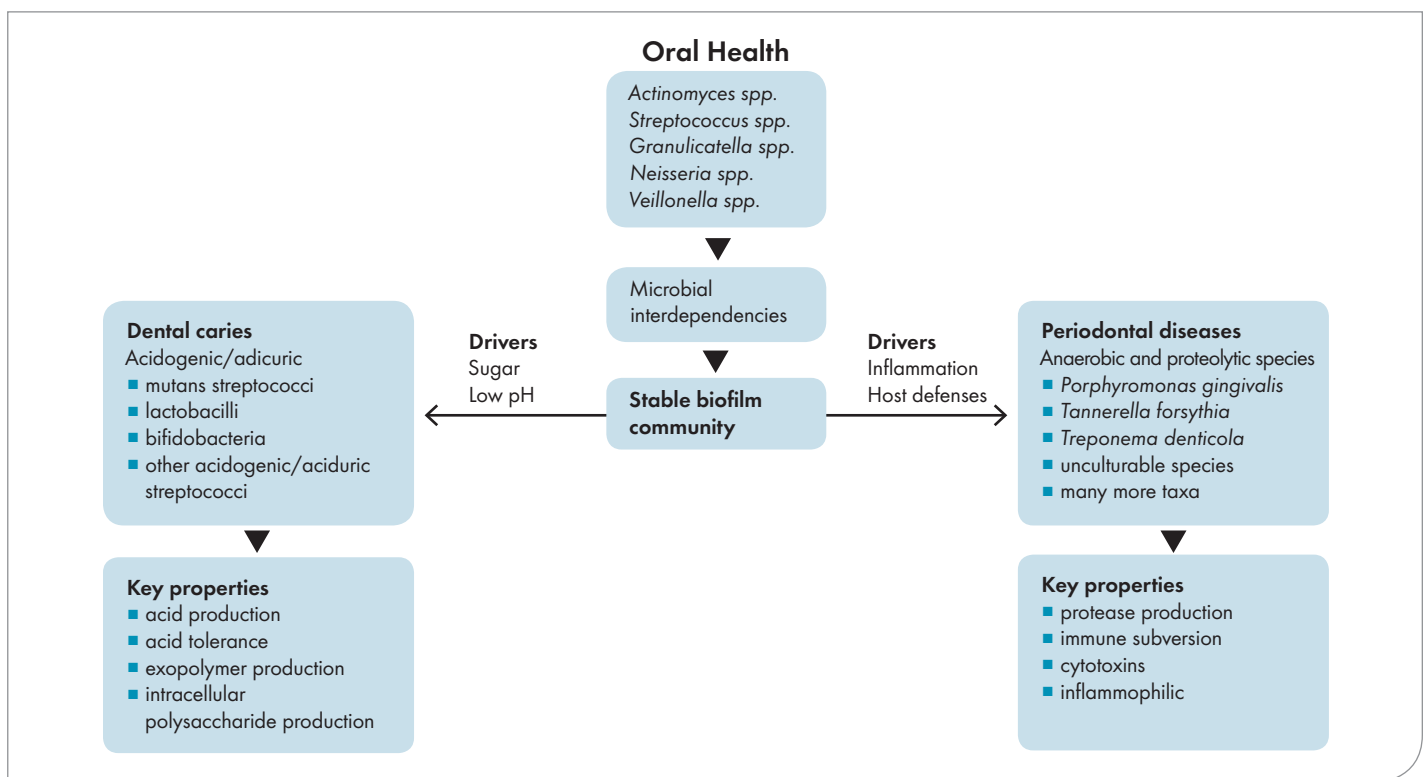 Oral Health
Actinomyces spp.
Streptococcus spp.
Granulicatella spp.
Neisseria spp.
Veillonella spp.
Microbial
interdependencies
Stable biofilm
community
Drivers
Sugar
Low pH
Dental caries
Acidogenic/adicuric
■ mutans streptococci
■ lactobacilli
■ bifidobacteria
■ other acidogenic/aciduric
streptococci
Key properties
■ acid production
■ acid tolerance
■ exopolymer production
■ intracellular
polysaccharide production
Drivers
Inflammation
Host defenses
Periodontal diseases
Anaerobic and proteolytic species
■ Porphyromonas gingivalis
■ Tannerella forsythia
■ Treponema denticola
■ unculturable species
■ many more taxa
Key properties
■ protease production
■ immune subversion
■ cytotoxins
■ inflammophilic